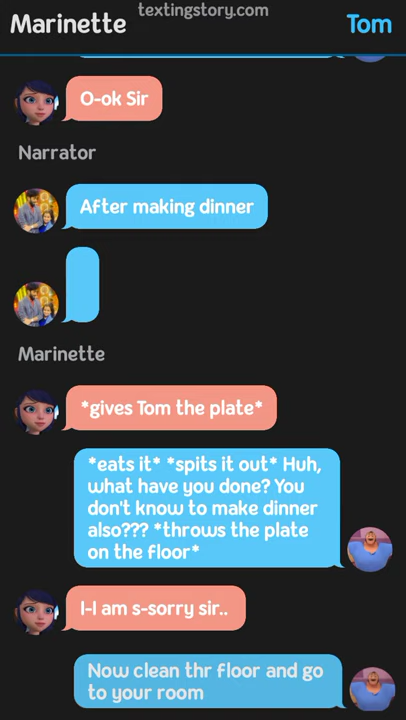 textingstory.com
Marinette
Tom
O-ok Sir
Narrator
After making dinner
Marinette
*gives Tom the plate*
*eats it* *spits it out* Huh,
what have you done? You
don't know to make dinner
also??? *throws the plate
on the floor*
I-I am s-sorry sir..
Now clean thr floor and go
to your room